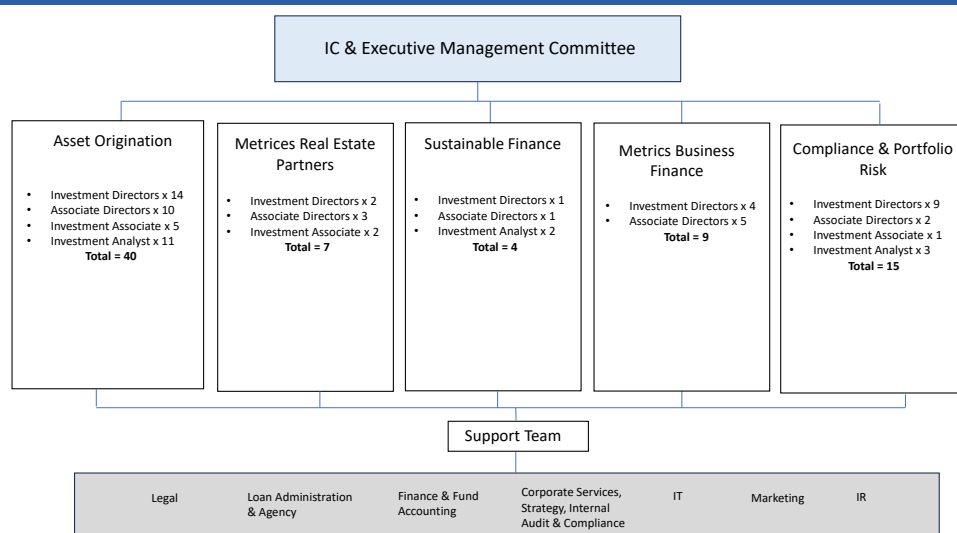 IC & Executive Management Committee
Asset Origination
• Investment Directors x 14
• Associate Directors x 10
• Investment Associate x 5
• Investment Analyst x 11
Total = 40
Metrices Real Estate
Partners
• Investment Directors x 2
• Associate Directors x 3
• Investment Associate x 2
Total = 7
Sustainable Finance
• Investment Directors x 1
• Associate Directors x 1
• Investment Analyst x 2
Total = 4
Metrics Business
Finance
• Investment Directors x 4
• Associate Directors x 5
Total = 9
Compliance & Portfolio
Risk
• Investment Directors x 9
• Associate Directors x 2
• Investment Associate x 1
• Investment Analyst x 3
Total = 15
Support Team
Legal
Loan Administration
& Agency
Finance & Fund
Accounting
Corporate Services,
Strategy, Internal
Audit & Compliance
IT
Marketing
IR